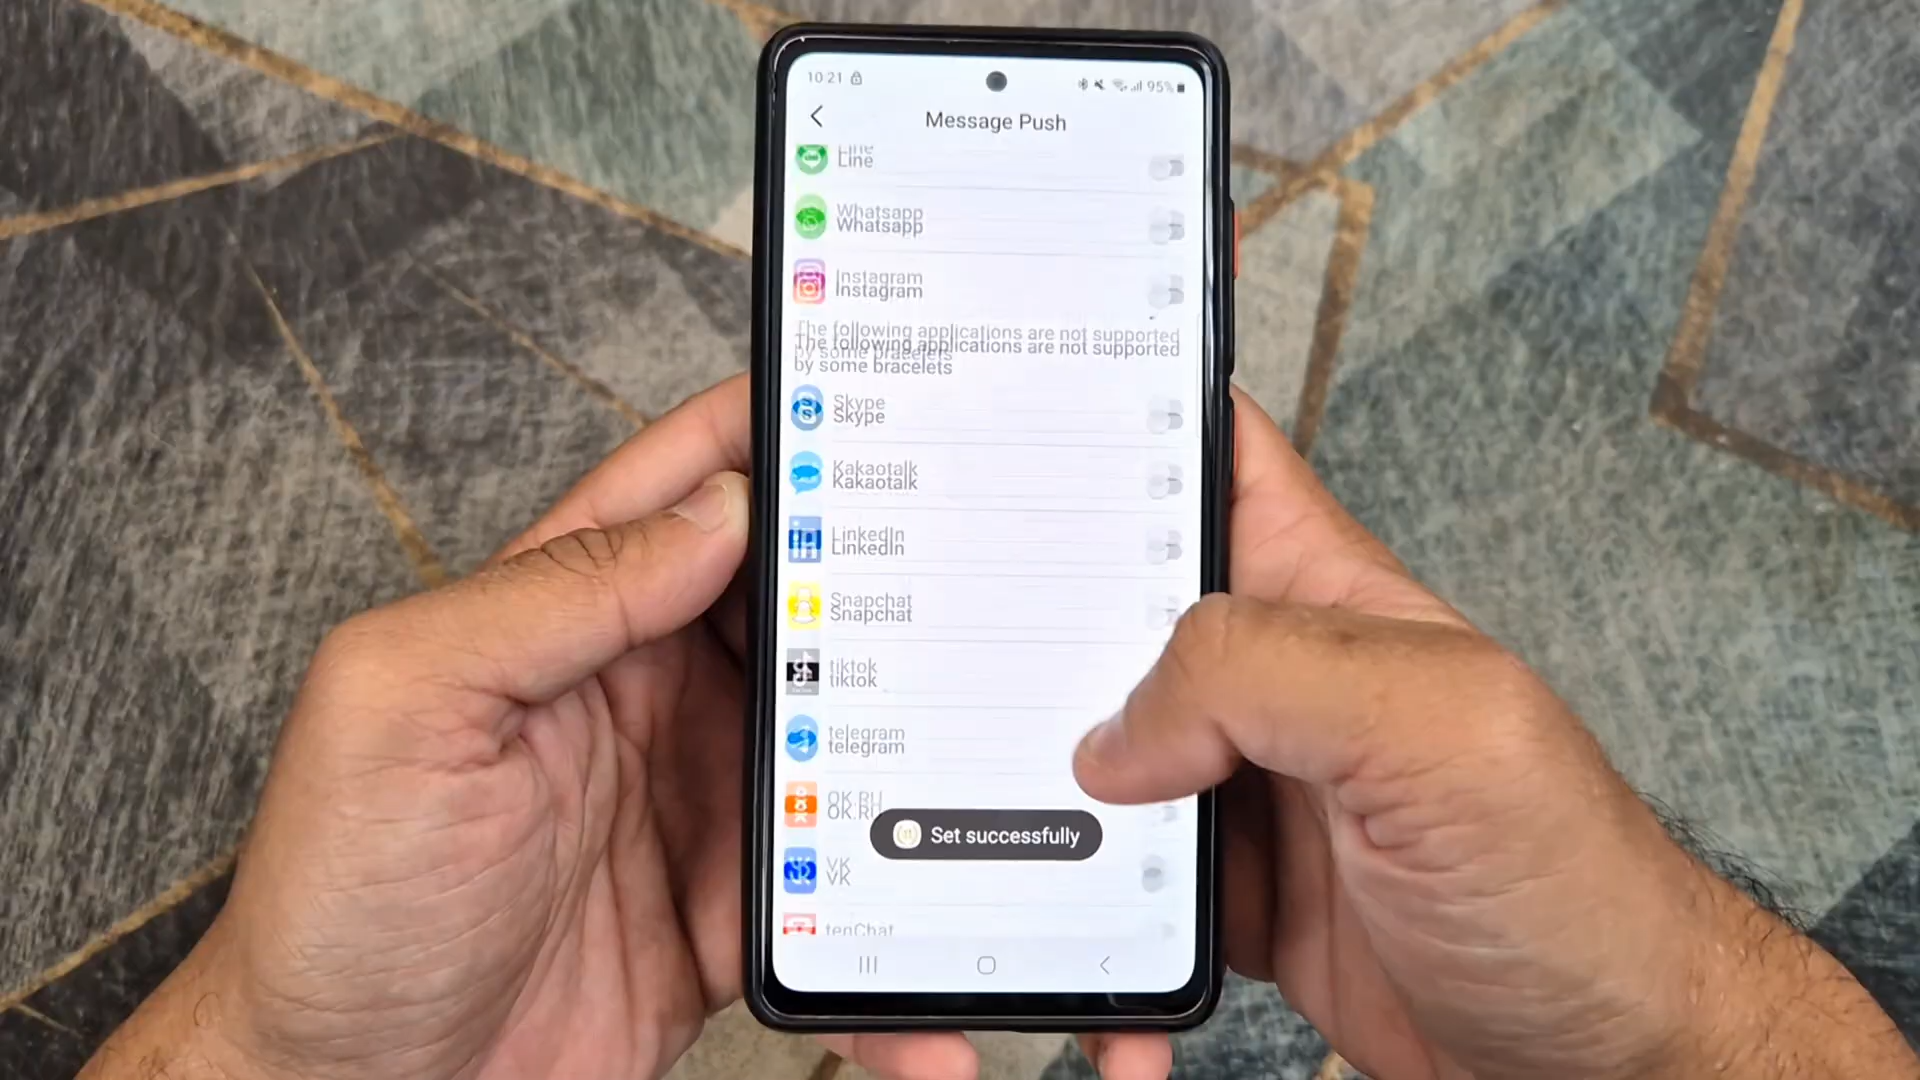 10:21
95%
Message Push
Line
Whatsapp
Instagram
The following applications are not supported
by some bracelets
Skype
Kakaotalk
LinkedIn
Snapchat
tiktok
telegram
OK.RU
Set successfully
VK
tenChat